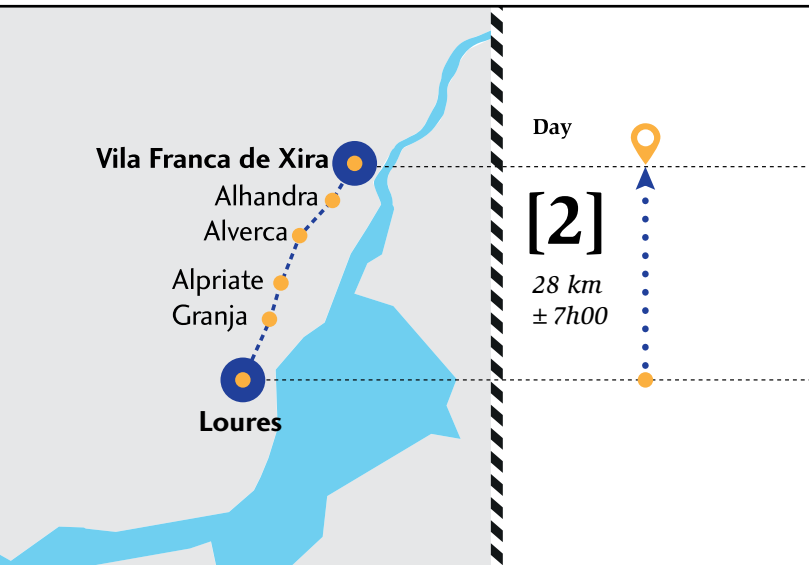 Vila Franca de Xira
Alhandra
Alverca
Alpriate
Granja
Loures
Day
[2]
28 km
± 7h00